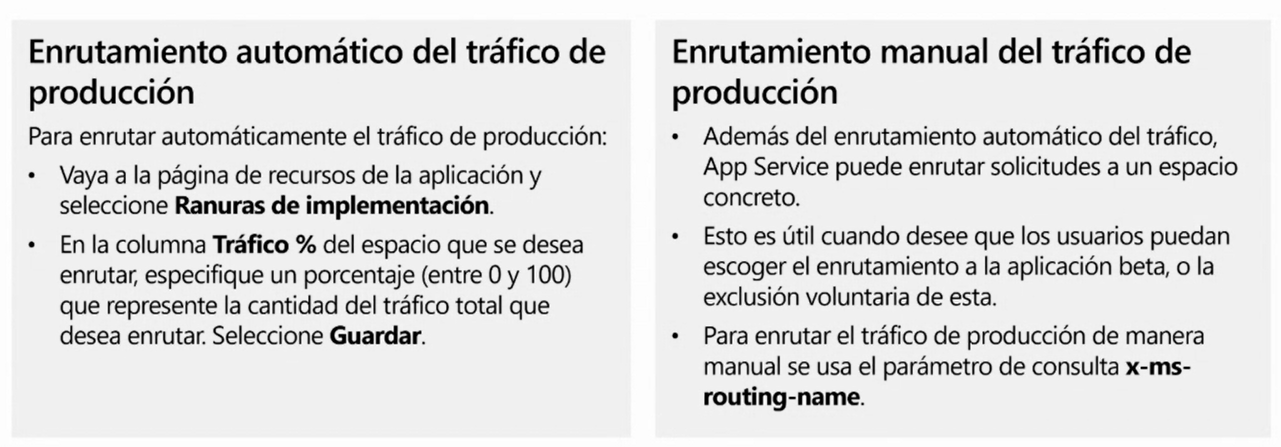 Enrutamiento automático del tráfico de
producción
Para enrutar automáticamente el tráfico de producción:
• Vaya a la página de recursos de la aplicación y
seleccione Ranuras de implementación.
• En la columna Tráfico % del espacio que se desea
enrutar, especifique un porcentaje (entre 0 y 100)
que represente la cantidad del tráfico total que
desea enrutar. Seleccione Guardar.
Enrutamiento manual del tráfico de
producción
• Además del enrutamiento automático del tráfico,
App Service puede enrutar solicitudes a un espacio
concreto.
• Esto es útil cuando desee que los usuarios puedan
escoger el enrutamiento a la aplicación beta, o la
exclusión voluntaria de esta.
• Para enrutar el tráfico de producción de manera
manual se usa el parámetro de consulta x-ms-
routing-name.